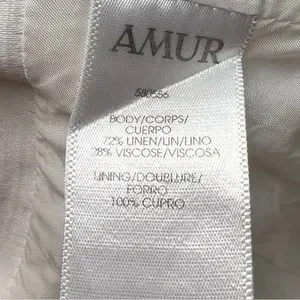 AMUR
580556
BODY/CORPS/
CUERPO
72% LINEN/LIN/LINO
28% VISCOSE/VISCOSA
LINING/DOUBLURE/
FORRO
100% CUPRO